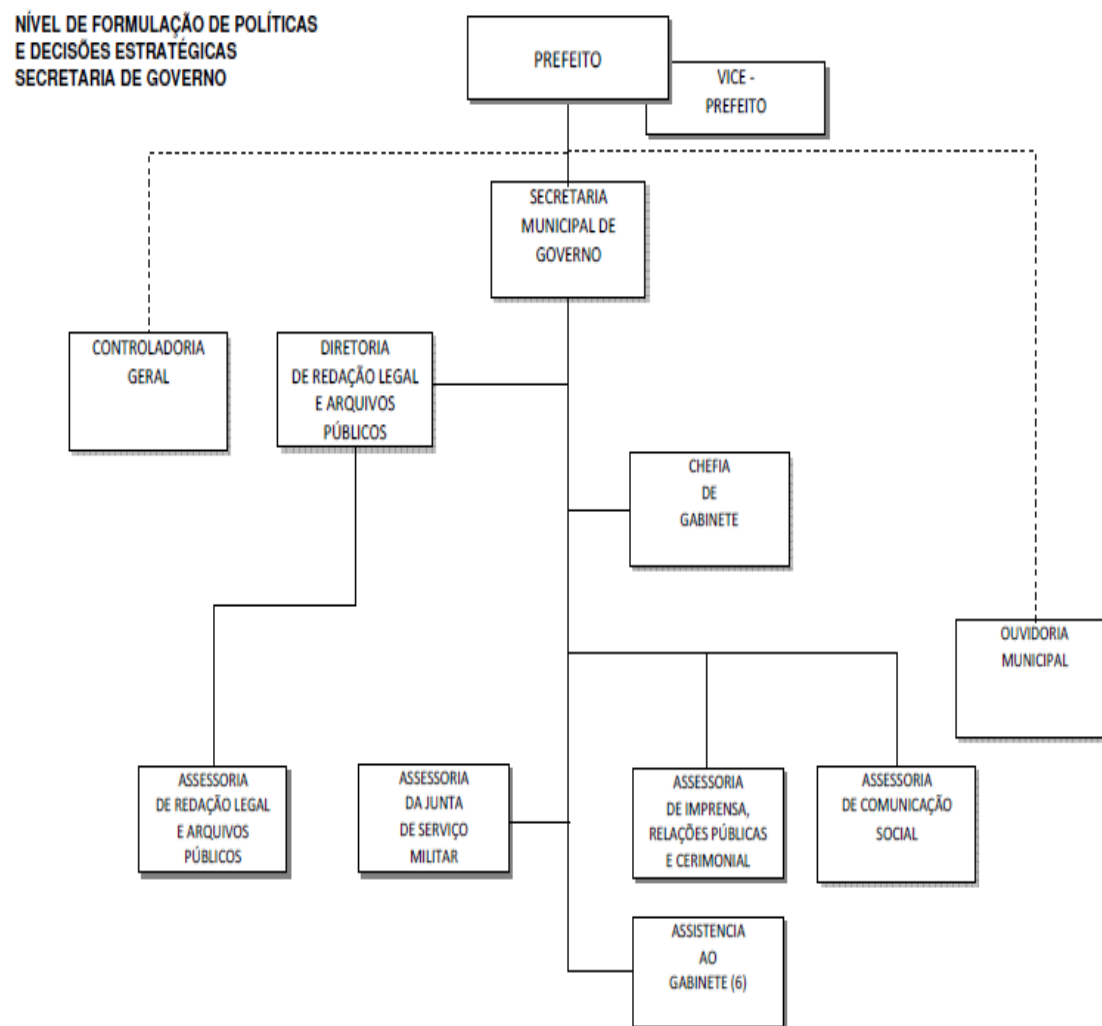 NÍVEL DE FORMULAÇÃO DE POLÍTICAS
E DECISÕES ESTRATÉGICAS
SECRETARIA DE GOVERNO
PREFEITO
VICE -
PREFEITO
SECRETARIA
MUNICIPAL DE
GOVERNO
CONTROLADORIA
GERAL
DIRETORIA
DE REDAÇÃO LEGAL
E ARQUIVOS
PÚBLICOS
CHEFIA
DE
GABINETE
OUVIDORIA
MUNICIPAL
ASSESSORIA
DE REDAÇÃO LEGAL
E ARQUIVOS
PÚBLICOS
ASSESSORIA
DA JUNTA
DE SERVIÇO
MILITAR
ASSESSORIA
DE IMPRENSA,
RELAÇÕES PÚBLICAS
E CERIMONIAL
ASSESSORIA
DE COMUNICAÇÃO
SOCIAL
ASSISTENCIA
AO
GABINETE (6)